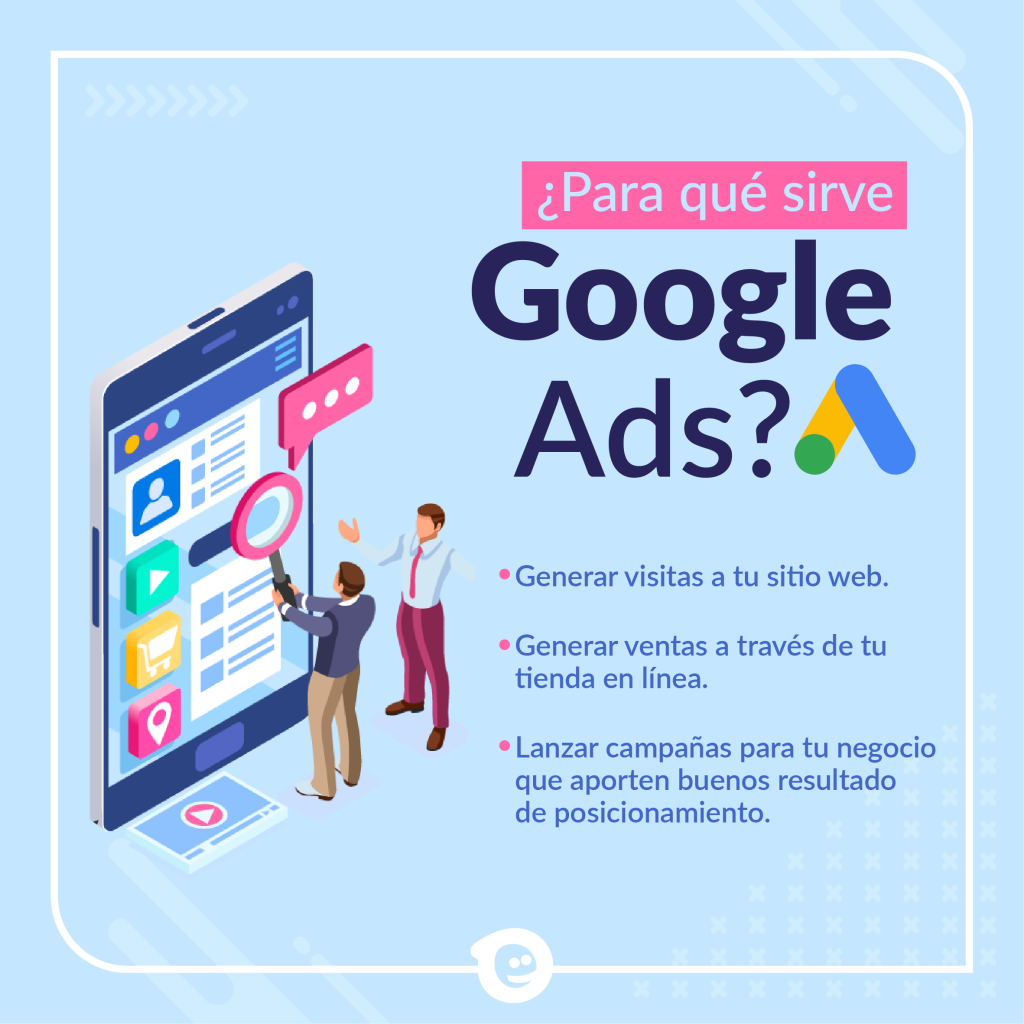 ¿Para qué sirve
Google
Ads?
• Generar visitas a tu sitio web.
• Generar ventas a través de tu
tienda en línea.
• Lanzar campañas para tu negocio
que aporten buenos resultado
de posicionamiento.